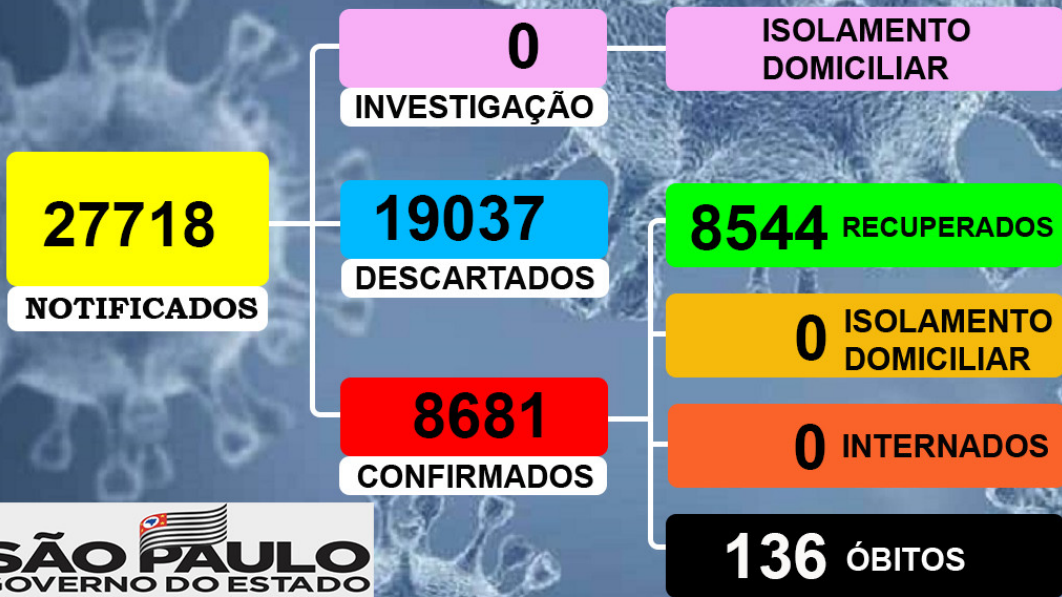 0
INVESTIGAÇÃO
ISOLAMENTO
DOMICILIAR
27718
NOTIFICADOS
19037
DESCARTADOS
8681
CONFIRMADOS
8544 RECUPERADOS
0 ISOLAMENTO
DOMICILIAR
0 INTERNADOS
136 ÓBITOS
SÃO PAULO
GOVERNO DO ESTADO